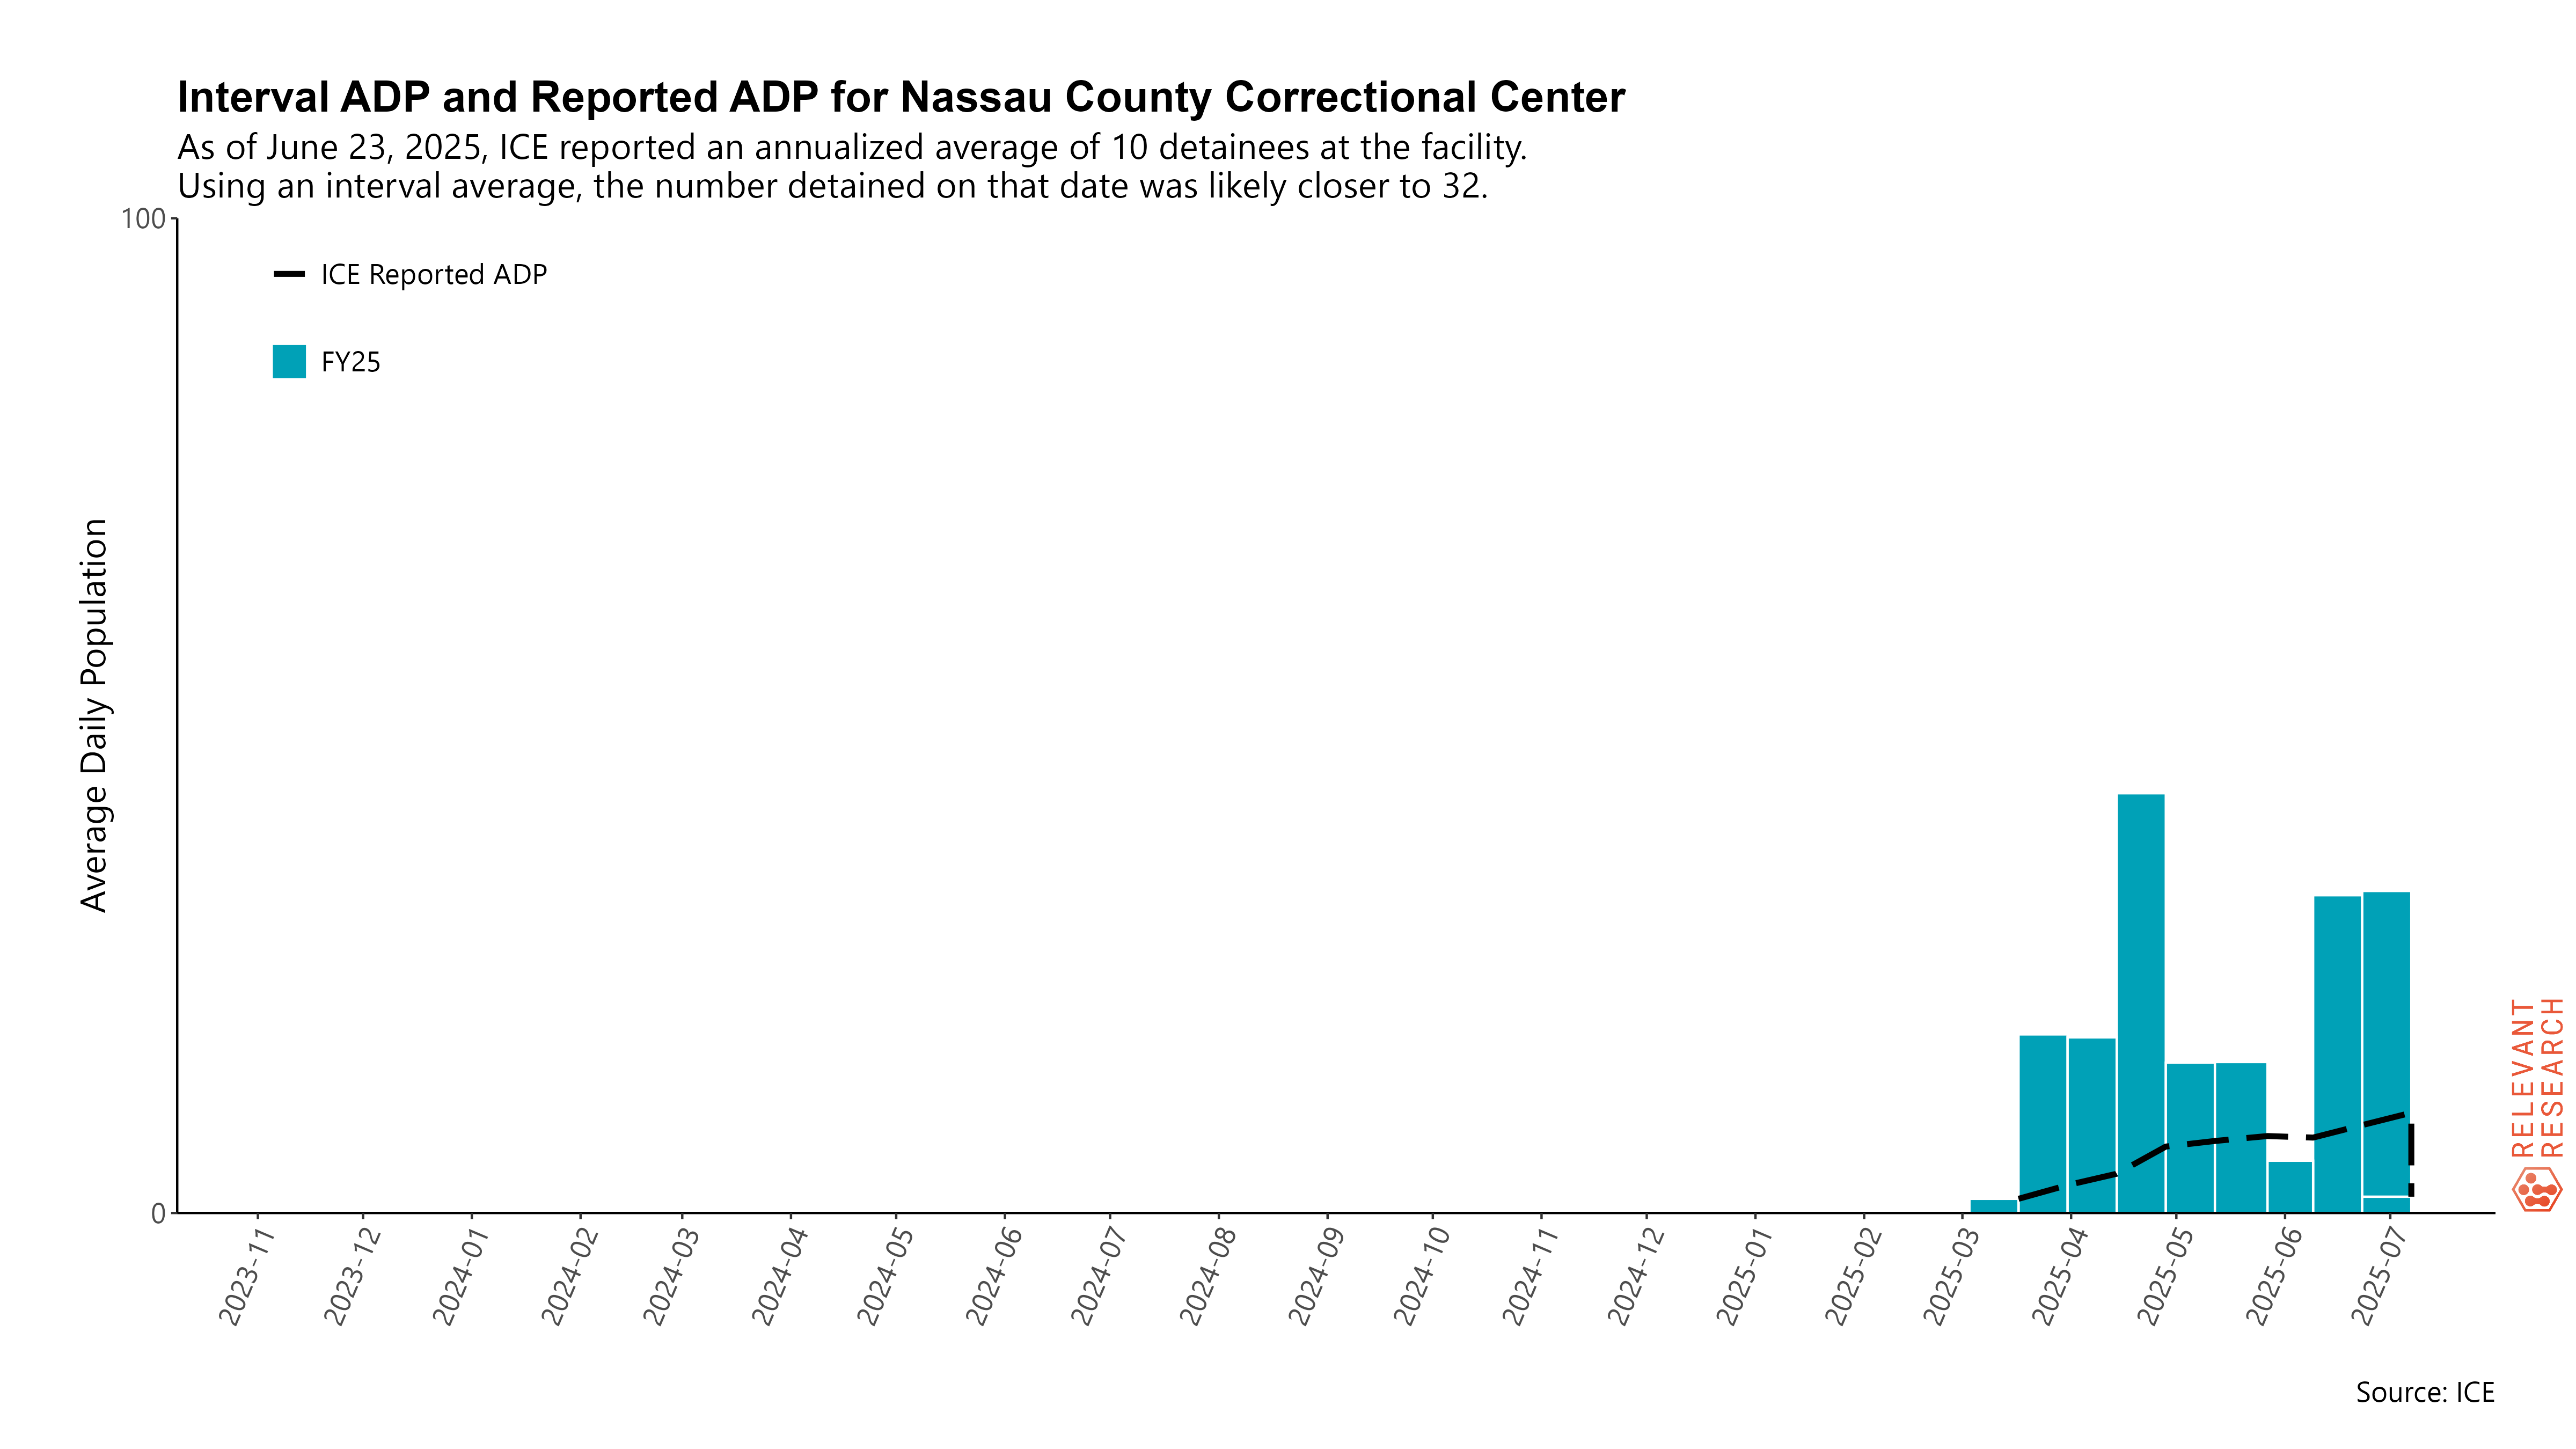 Interval ADP and Reported ADP for Nassau County Correctional Center
As of June 23, 2025, ICE reported an annualized average of 10 detainees at the facility.
Using an interval average, the number detained on that date was likely closer to 32.
100
ICE Reported ADP
FY25
Average Daily Population
0
2023-11
2023-12
2024-01
2024-02
2024-03
2024-04
2024-05
2024-06
2024-07
2024-08
2024-09
2024-10
2024-11
2024-12
2025-01
2025-02
2025-03
2025-04
2025-05
2025-06
2025-07
RELEVANT
RESEARCH
Source: ICE